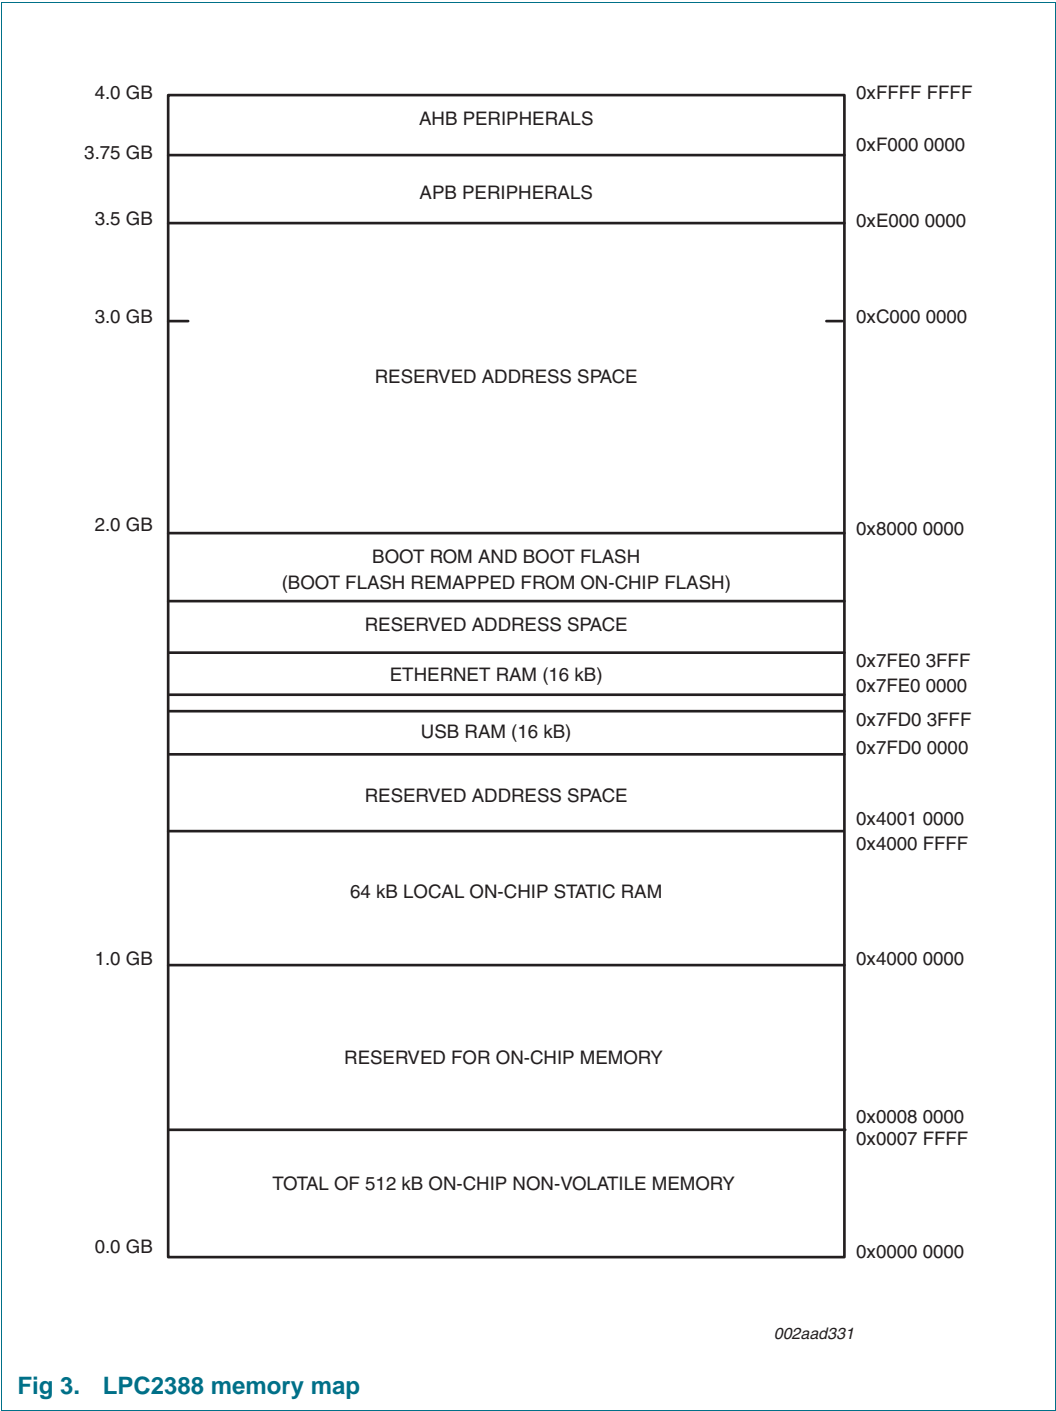 4.0 GB
0xFFFF FFFF
AHB PERIPHERALS
3.75 GB
0xF000 0000
APB PERIPHERALS
3.5 GB
0xE000 0000
3.0 GB
0xC000 0000
RESERVED ADDRESS SPACE
2.0 GB
0x8000 0000
BOOT ROM AND BOOT FLASH
(BOOT FLASH REMAPPED FROM ON-CHIP FLASH)
RESERVED ADDRESS SPACE
0x7FE0 3FFF
ETHERNET RAM (16 kB)
0x7FE0 0000
0x7FD0 3FFF
USB RAM (16 kB)
0x7FD0 0000
RESERVED ADDRESS SPACE
0x4001 0000
0x4000 FFFF
64 kB LOCAL ON-CHIP STATIC RAM
1.0 GB
0x4000 0000
RESERVED FOR ON-CHIP MEMORY
0x0008 0000
0x0007 FFFF
TOTAL OF 512 kB ON-CHIP NON-VOLATILE MEMORY
0.0 GB
0x0000 0000
002aad331
Fig 3. LPC2388 memory map